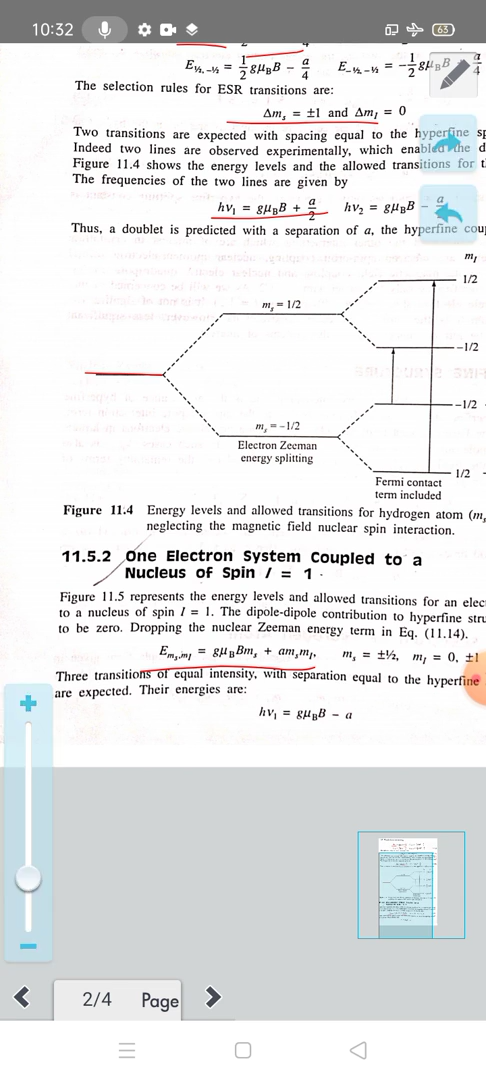 10:32
63
E½,-½ = 1/2 gμBB − a/4 E-½,-½ = −1/2 gμBB a/4
The selection rules for ESR transitions are:
Δms = ±1 and ΔmI = 0
Two transitions are expected with spacing equal to the hyperfine sp
Indeed two lines are observed experimentally, which enabled the d
Figure 11.4 shows the energy levels and the allowed transitions for t
The frequencies of the two lines are given by
hν1 = gμBB + a/2 hν2 = gμBB − a
Thus, a doublet is predicted with a separation of a, the hyperfine cou
mI
1/2
ms = 1/2
−1/2
−1/2
ms = −1/2
Electron Zeeman
energy splitting
1/2
Fermi contact
term included
Figure 11.4 Energy levels and allowed transitions for hydrogen atom (ms
neglecting the magnetic field nuclear spin interaction.
11.5.2 One Electron System Coupled to a
Nucleus of Spin I = 1
Figure 11.5 represents the energy levels and allowed transitions for an elec
to a nucleus of spin I = 1. The dipole-dipole contribution to hyperfine stru
to be zero. Dropping the nuclear Zeeman energy term in Eq. (11.14).
Ems,mI = gμBBms + amsmI, ms = ±½, mI = 0, ±1
Three transitions of equal intensity, with separation equal to the hyperfine
are expected. Their energies are:
hν1 = gμBB − a
2/4 Page